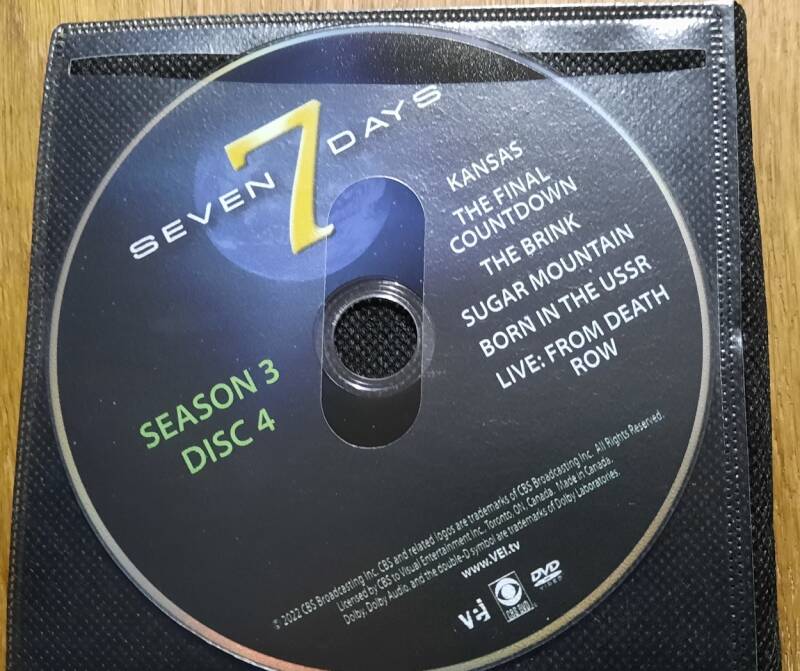 SEVEN 7 DAYS
KANSAS
THE FINAL
COUNTDOWN
THE BRINK
SUGAR MOUNTAIN
BORN IN THE USSR
LIVE: FROM DEATH
ROW
SEASON 3
DISC 4
© 2022 CBS Broadcasting Inc. CBS and related logos are trademarks of CBS Broadcasting Inc. All Rights Reserved.
Licensed by CBS to Visual Entertainment Inc. Toronto, ON, Canada. Made in Canada.
Dolby, Dolby Audio, and the double-D symbol are trademarks of Dolby Laboratories.
www.VEI.tv
vei
CBS DVD
DVD
VIDEO